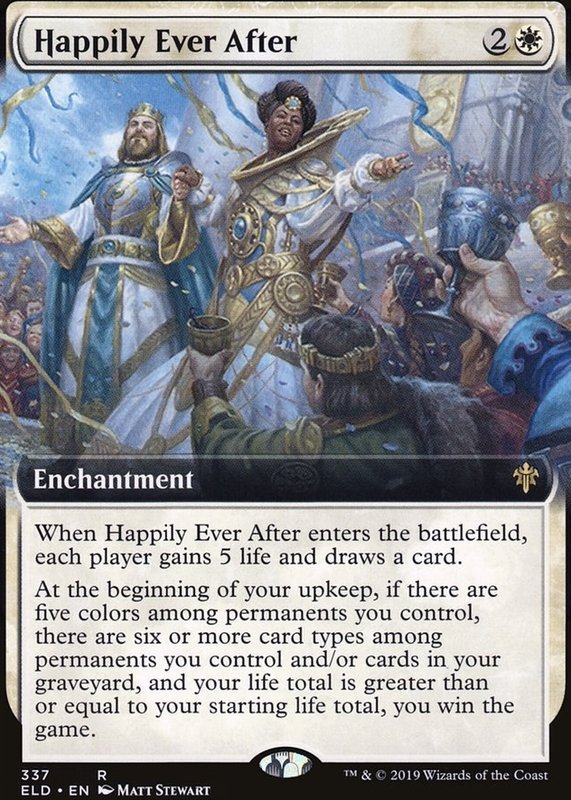 Happily Ever After 2
Enchantment
When Happily Ever After enters the battlefield,
each player gains 5 life and draws a card.
At the beginning of your upkeep, if there are
five colors among permanents you control,
there are six or more card types among
permanents you control and/or cards in your
graveyard, and your life total is greater than
or equal to your starting life total, you win the
game.
337 R
ELD • EN Matt Stewart
™ & © 2019 Wizards of the Coast